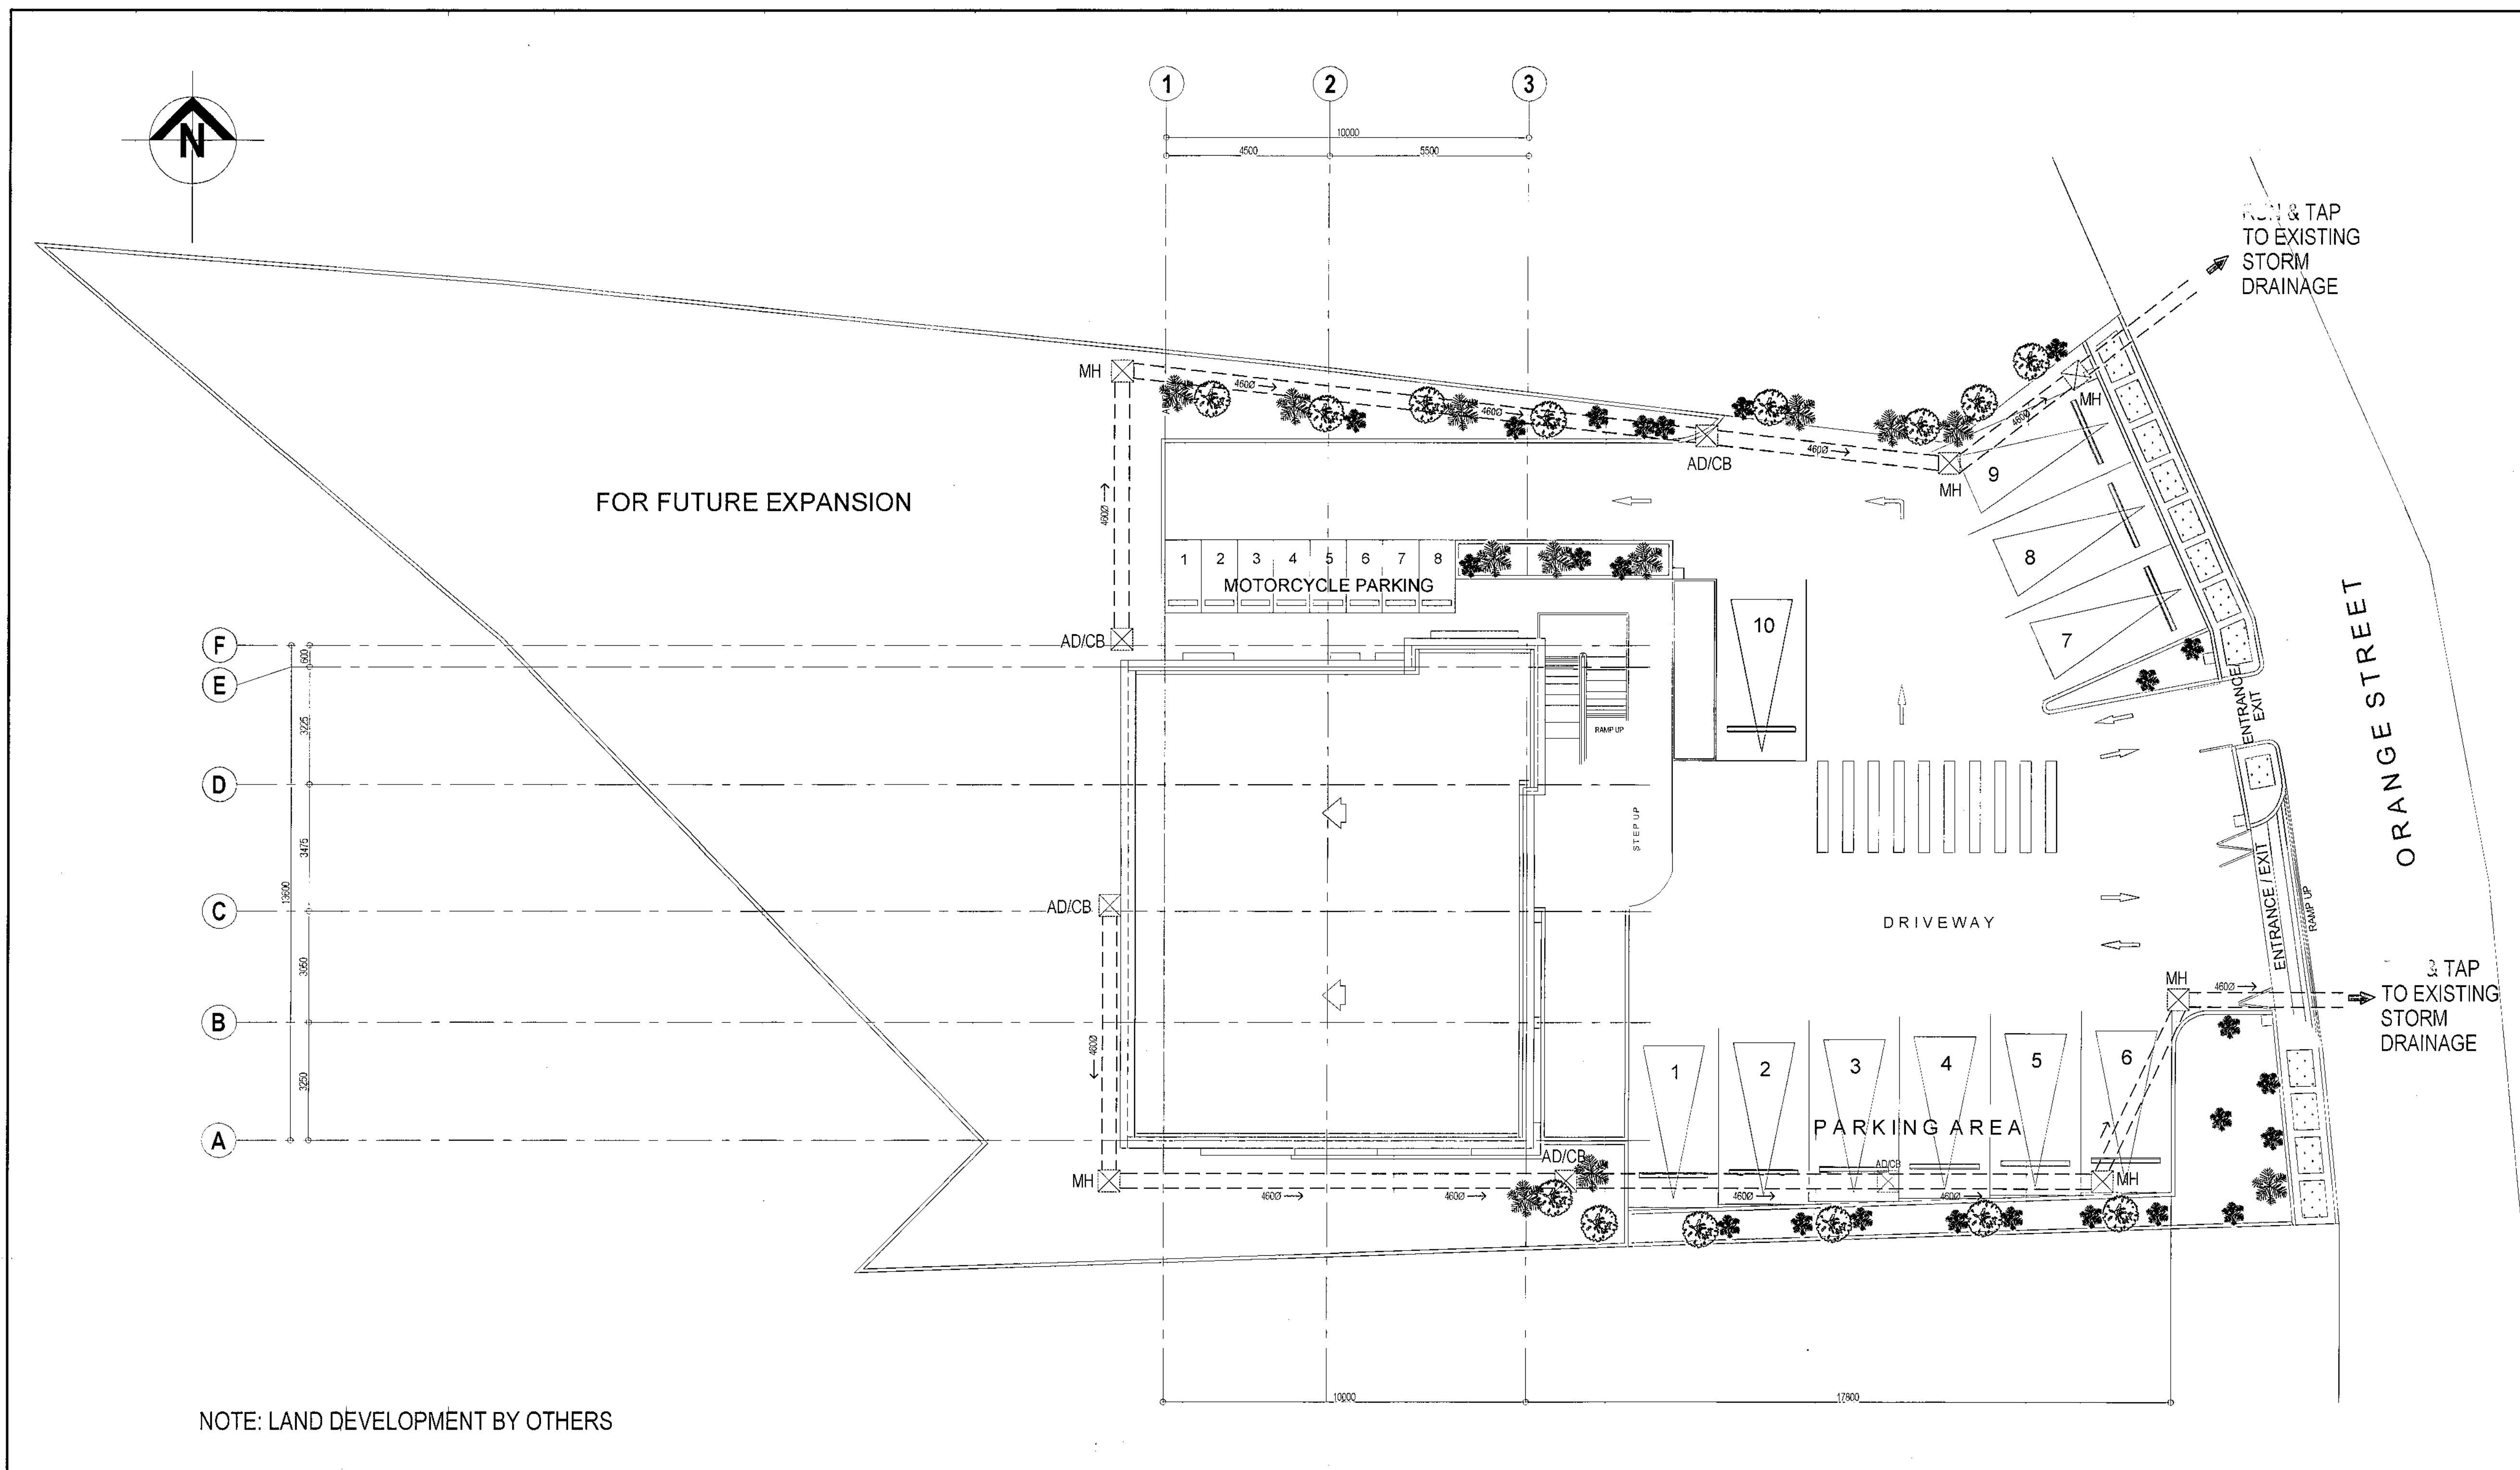 N
1
2
3
10000
4500
5500
& TAP
TO EXISTING
STORM
DRAINAGE
MH
460Ø
460Ø
460Ø
460Ø
MH
AD/CB
MH
9
FOR FUTURE EXPANSION
460Ø
8
1 2 3 4 5 6 7 8
MOTORCYCLE PARKING
10
7
ORANGE STREET
F
AD/CB
600
E
ENTRANCE
EXIT
3225
RAMP UP
D
STEP UP
3475
13600
C
AD/CB
DRIVEWAY
ENTRANCE / EXIT
RAMP UP
3050
B
MH
460Ø
& TAP
TO EXISTING
STORM
DRAINAGE
460Ø
3250
1 2 3 4 5 6
PARKING AREA
A
AD/CB
AD/CB
MH
MH
460Ø
460Ø
460Ø
460Ø
10000
17800
NOTE: LAND DEVELOPMENT BY OTHERS